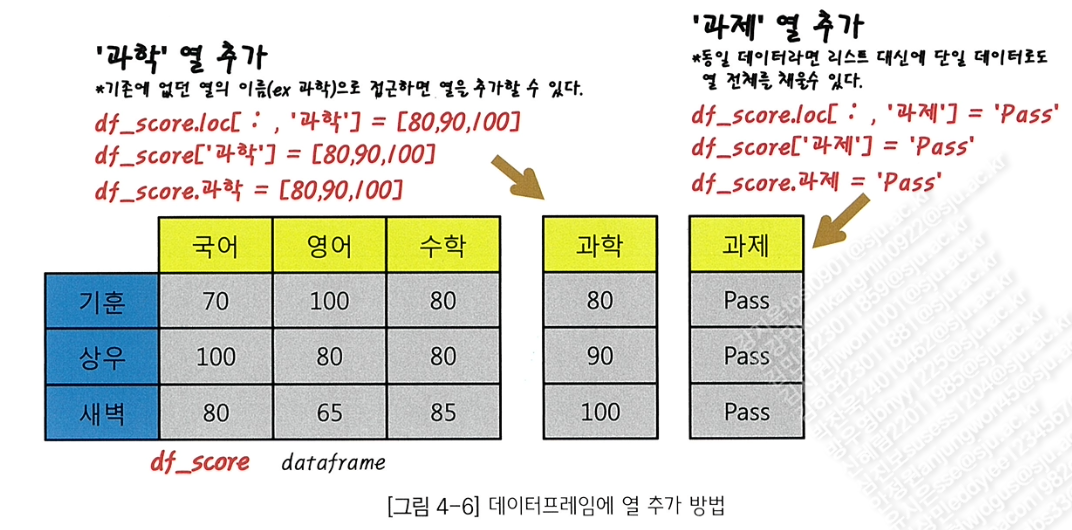 '과학' 열 추가
*기존에 없던 열의 이름(ex 과학)으로 접근하면 열을 추가할 수 있다.
df_score.loc[ : , '과학'] = [80,90,100]
df_score['과학'] = [80,90,100]
df_score.과학 = [80,90,100]
'과제' 열 추가
*동일 데이터라면 리스트 대신에 단일 데이터로도
열 전체를 채울수 있다.
df_score.loc[ : , '과제'] = 'Pass'
df_score['과제'] = 'Pass'
df_score.과제 = 'Pass'
국어 영어 수학 과학 과제
기훈 70 100 80 80 Pass
상우 100 80 80 90 Pass
새벽 80 65 85 100 Pass
df_score dataframe
[그림 4-6] 데이터프레임에 열 추가 방법